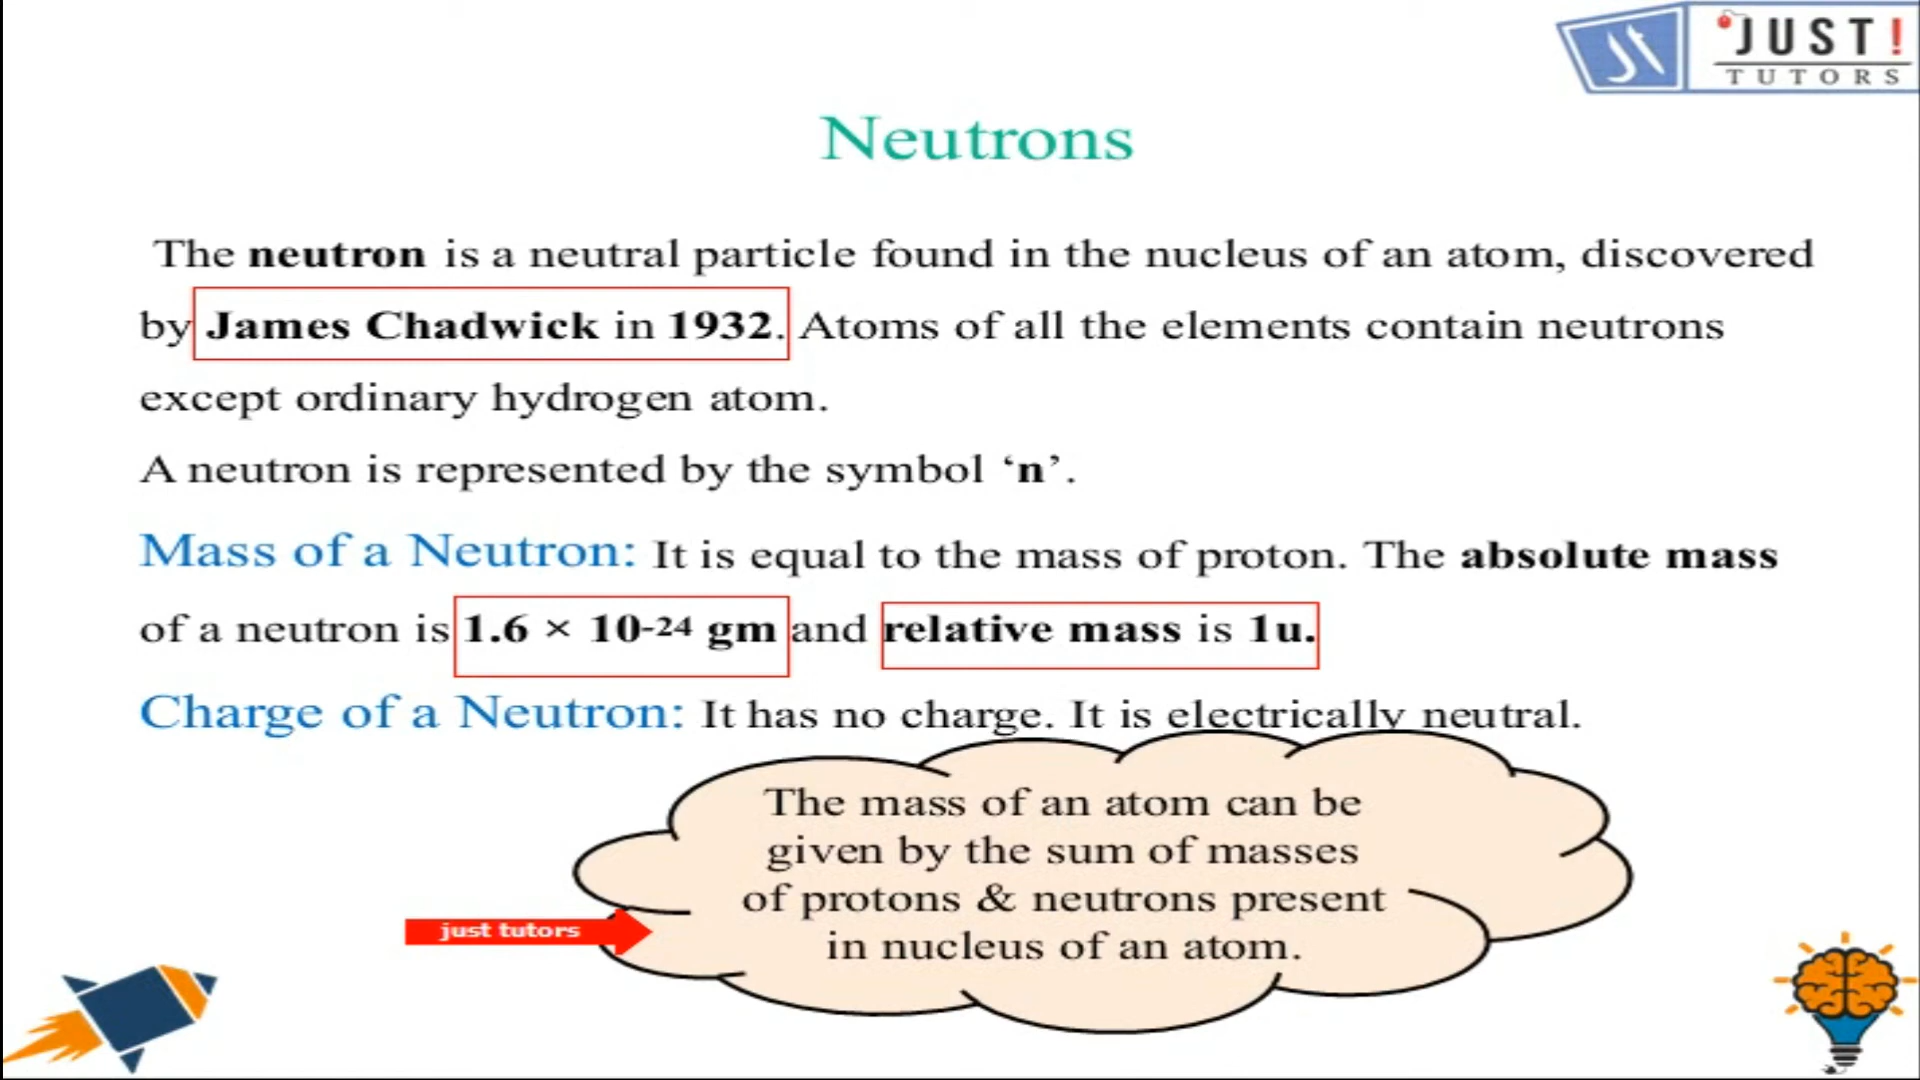 JUST!
TUTORS
Neutrons
The neutron is a neutral particle found in the nucleus of an atom, discovered
by James Chadwick in 1932. Atoms of all the elements contain neutrons
except ordinary hydrogen atom.
A neutron is represented by the symbol ‘n’.
Mass of a Neutron: It is equal to the mass of proton. The absolute mass
of a neutron is 1.6 × 10-24 gm and relative mass is 1u.
Charge of a Neutron: It has no charge. It is electrically neutral.
The mass of an atom can be
given by the sum of masses
of protons & neutrons present
in nucleus of an atom.
just tutors